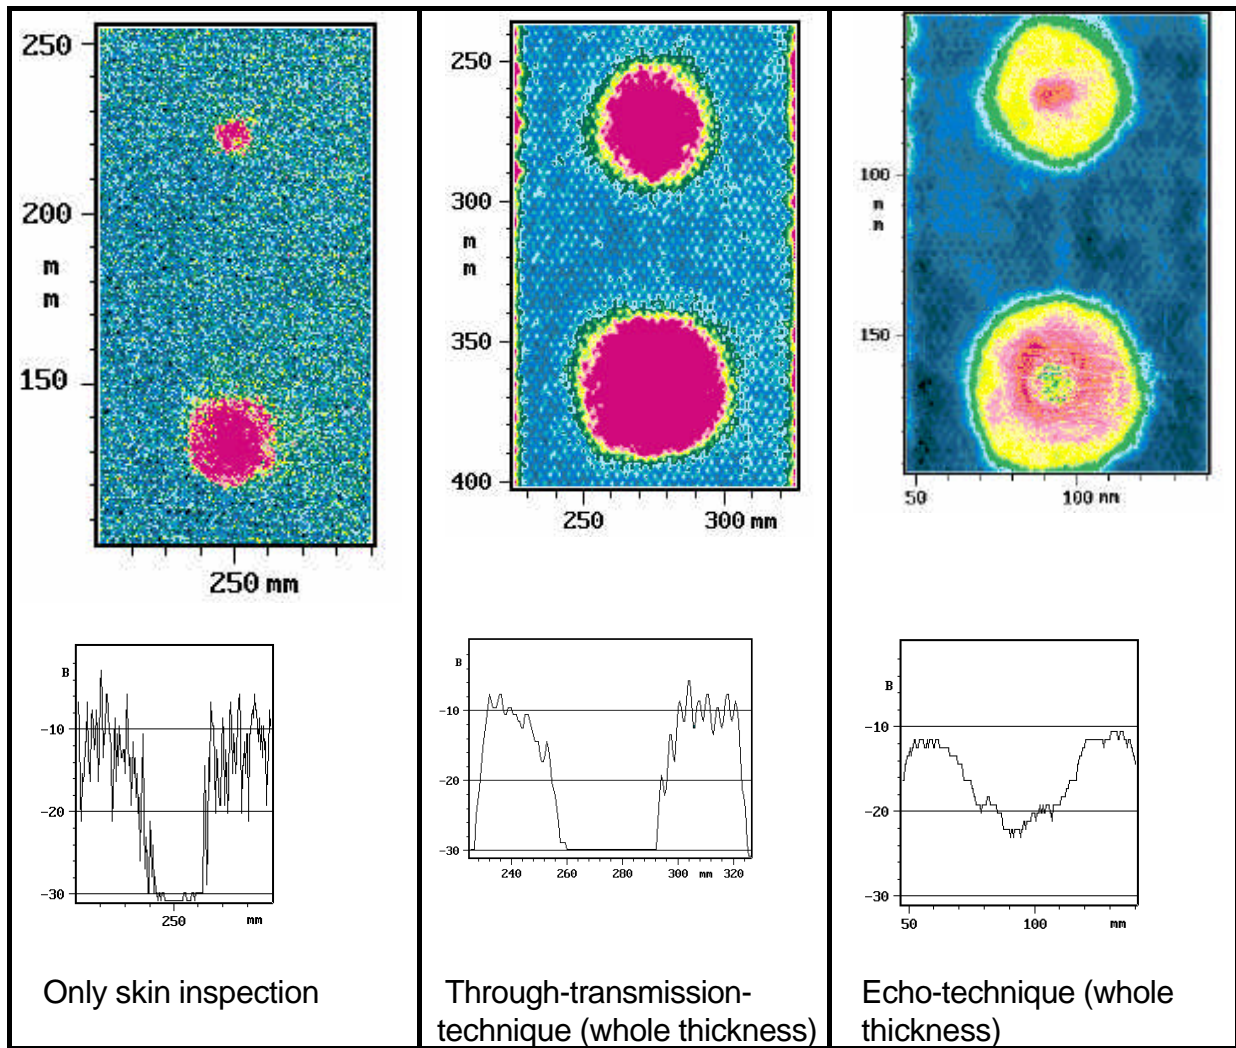 250
200
m
m
150
250 mm
250
300
m
m
350
400
250 300 mm
100
m
m
150
50 100 mm
B
-10
-20
-30
250 mm
B
-10
-20
-30
240 260 280 300 mm 320
B
-10
-20
-30
50 100 mm
Only skin inspection
Through-transmission-
technique (whole thickness)
Echo-technique (whole
thickness)